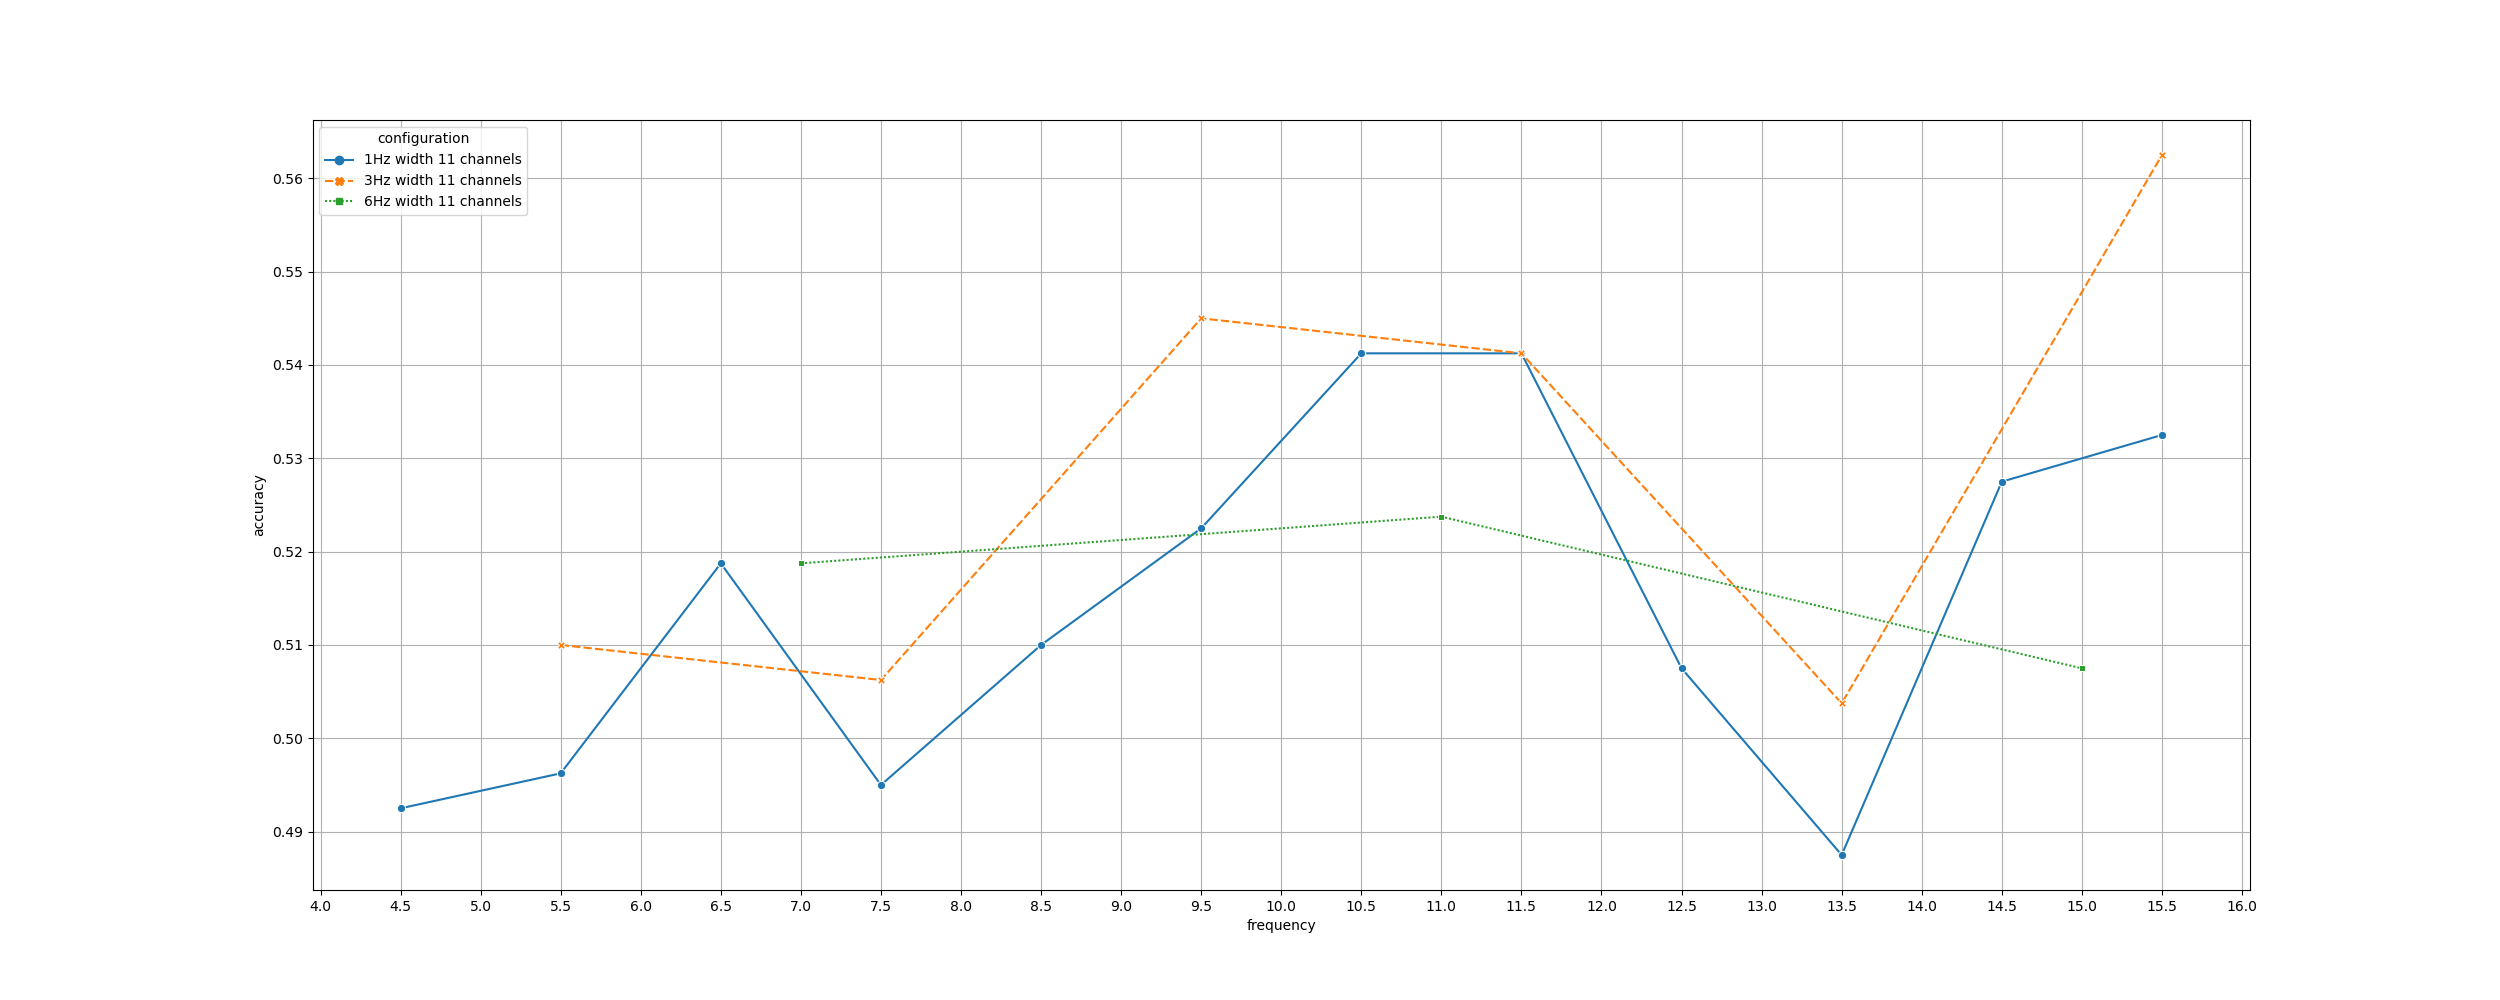 configuration
1Hz width 11 channels
3Hz width 11 channels
6Hz width 11 channels
0.56
0.55
0.54
0.53
0.52
0.51
0.50
0.49
accuracy
4.0 4.5 5.0 5.5 6.0 6.5 7.0 7.5 8.0 8.5 9.0 9.5 10.0 10.5 11.0 11.5 12.0 12.5 13.0 13.5 14.0 14.5 15.0 15.5 16.0
frequency